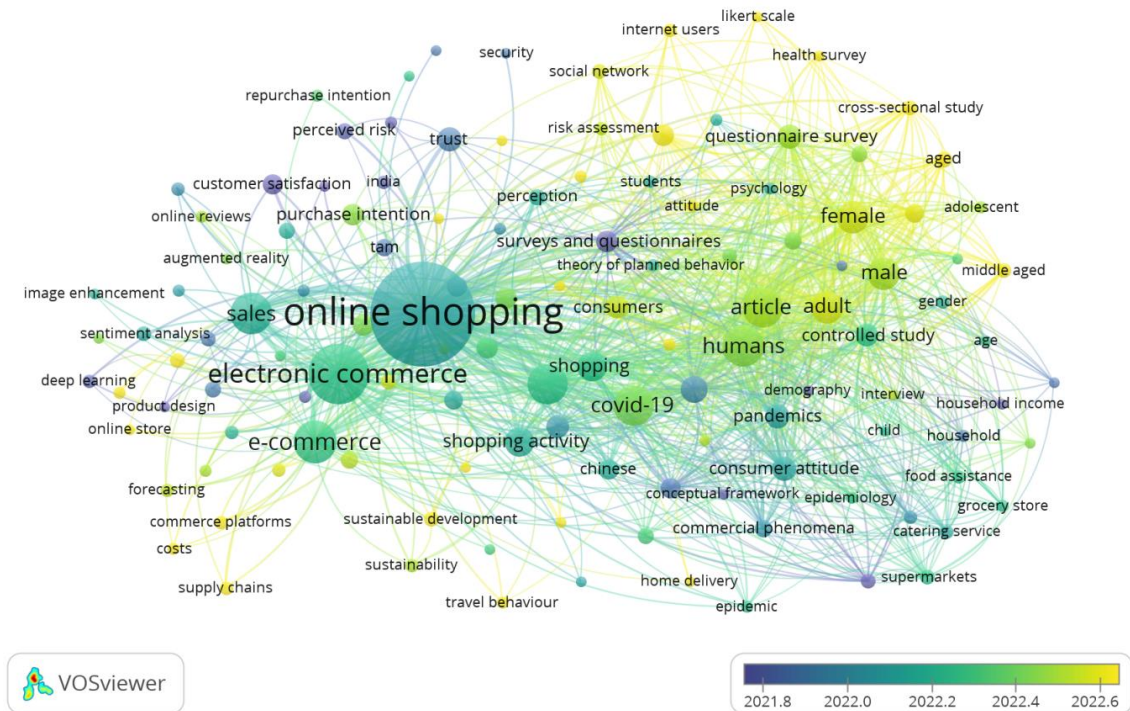 likert scale
internet users
security
health survey
social network
repurchase intention
cross-sectional study
perceived risk
trust
risk assessment
questionnaire survey
aged
customer satisfaction
india
students
psychology
perception
attitude
female
adolescent
online reviews
purchase intention
surveys and questionnaires
tam
augmented reality
theory of planned behavior
male
middle aged
image enhancement
sales
online shopping
consumers
article
adult
gender
sentiment analysis
controlled study
humans
age
shopping
deep learning
electronic commerce
demography
interview
household income
product design
covid-19
pandemics
online store
e-commerce
shopping activity
child
household
chinese
consumer attitude
food assistance
forecasting
conceptual framework
epidemiology
grocery store
commerce platforms
sustainable development
commercial phenomena
catering service
costs
sustainability
supply chains
home delivery
supermarkets
travel behaviour
epidemic
VOSviewer
2021.8 2022.0 2022.2 2022.4 2022.6